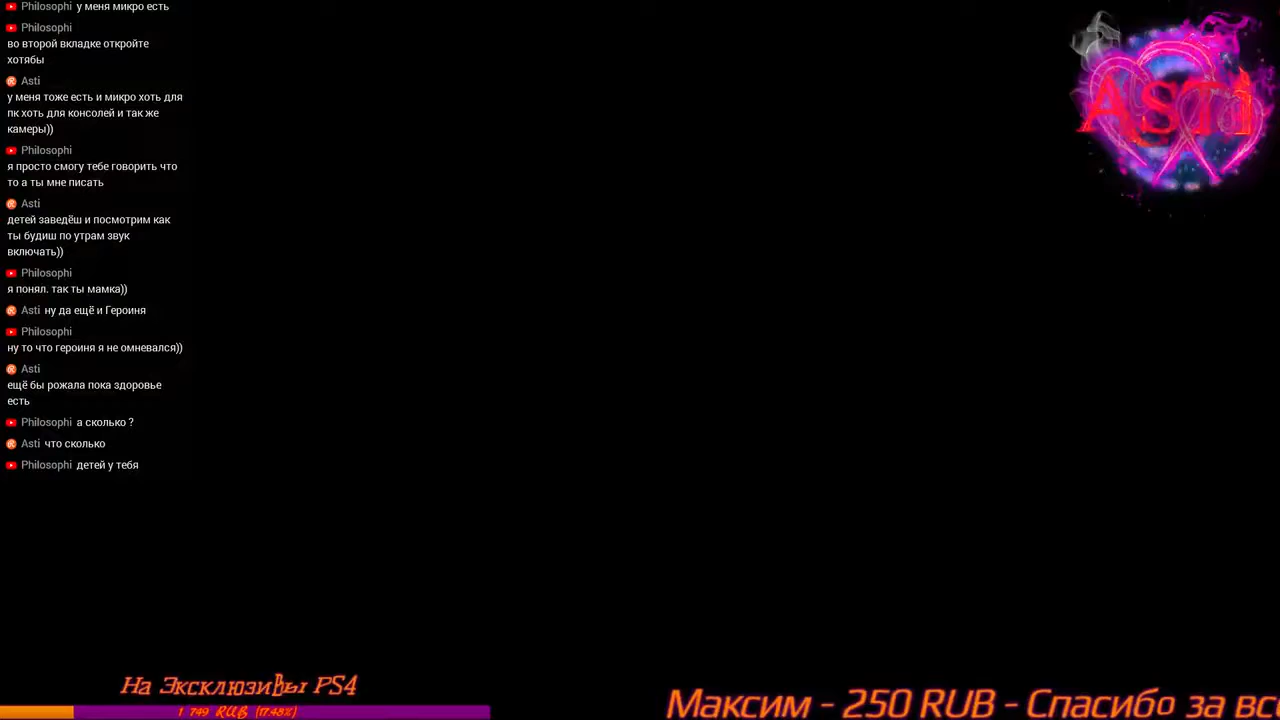 Philosophi у меня микро есть
Philosophi
во второй вкладке откройте
хотябы
Asti
у меня тоже есть и микро хоть для
пк хоть для консолей и так же
камеры))
Philosophi
я просто смогу тебе говорить что
то а ты мне писать
Asti
детей заведёш и посмотрим как
ты будиш по утрам звук
включать))
Philosophi
я понял. так ты мамка))
Asti ну да ещё и Героиня
Philosophi
ну то что героиня я не омневался))
Asti
ещё бы рожала пока здоровье
есть
Philosophi а сколько ?
Asti что сколько
Philosophi детей у тебя
Asti
На Эксклюзивы PS4
1 749 RUB (17.48%)
Максим - 250 RUB - Спасибо за вс